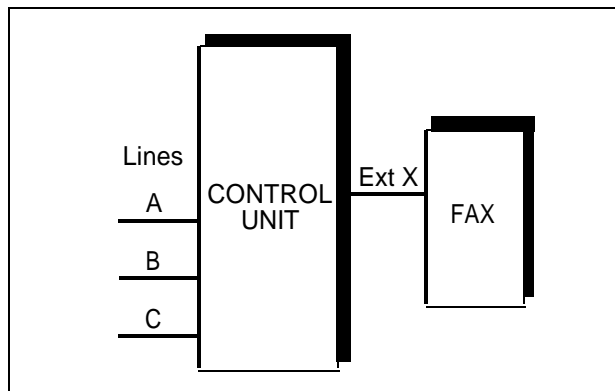 Lines
A
B
C
CONTROL
UNIT
Ext X
FAX